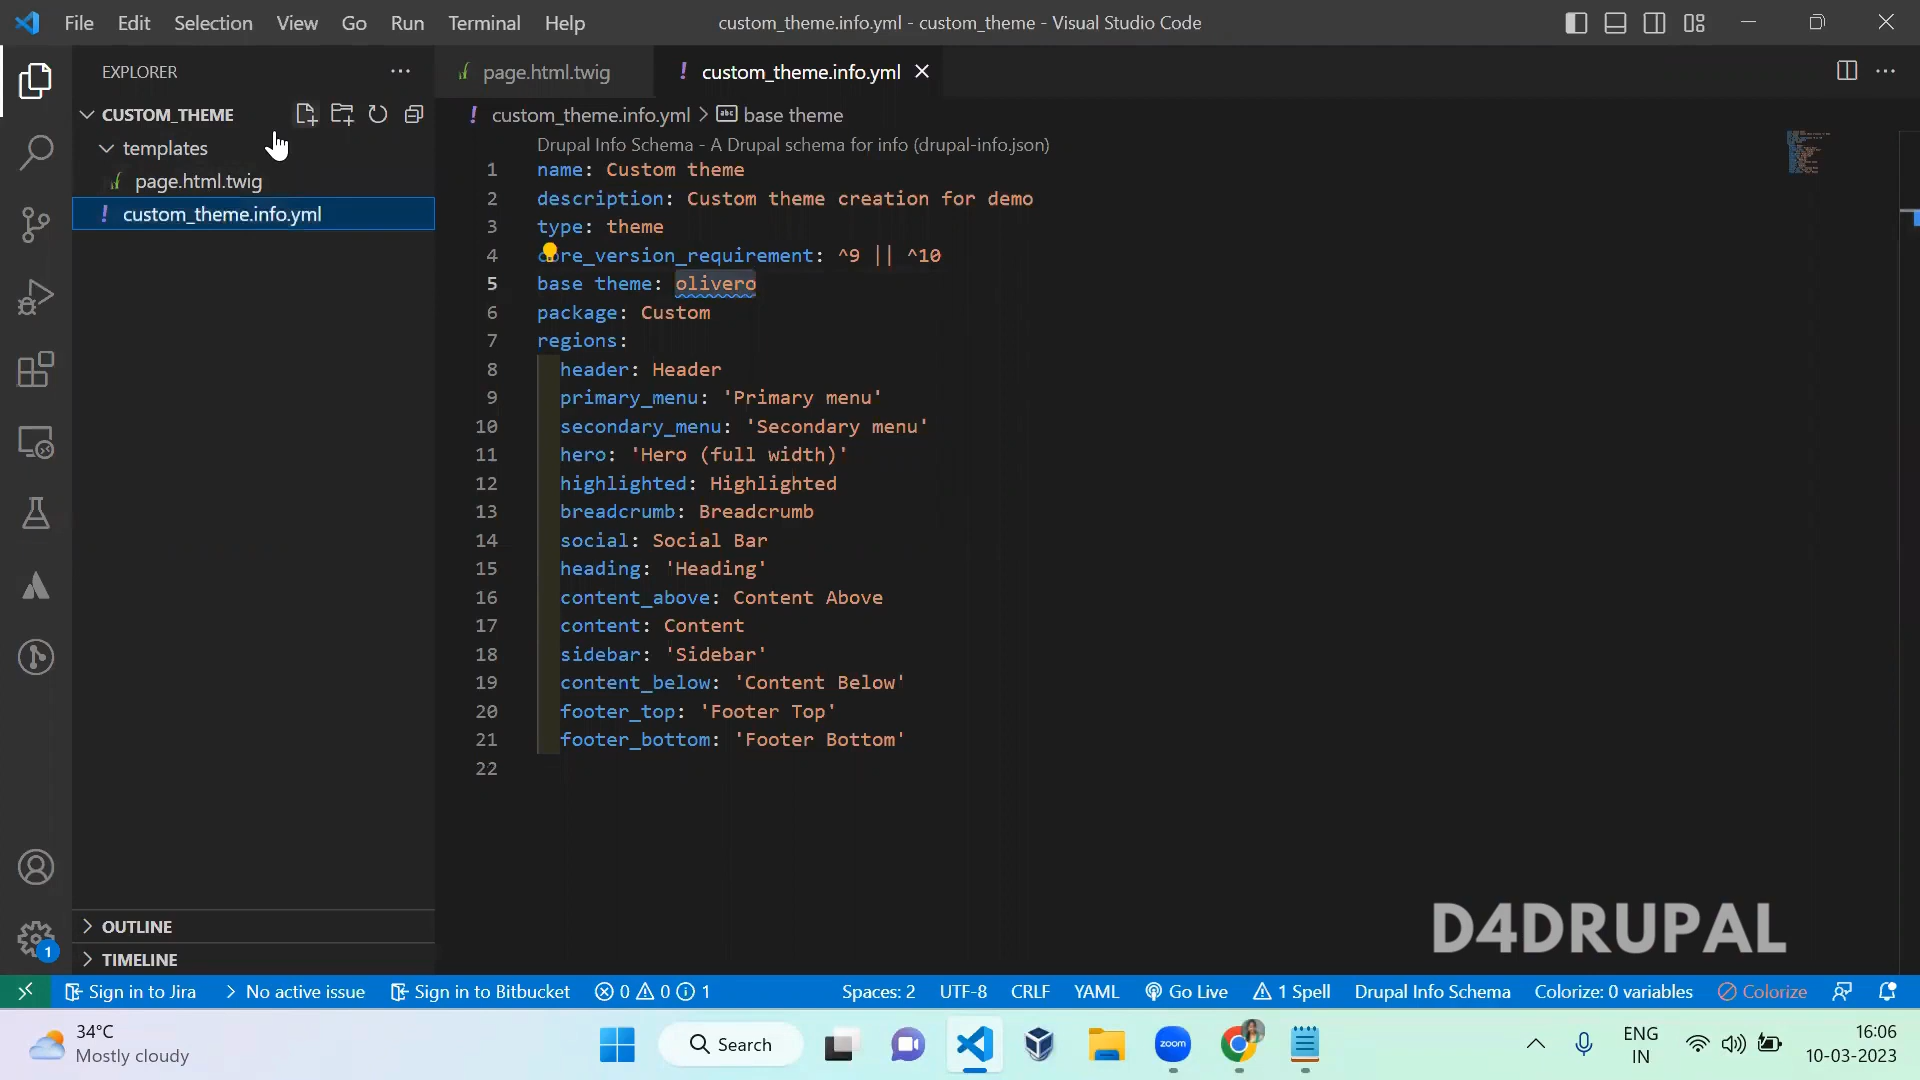 File Edit Selection View Go Run Terminal Help
custom_theme.info.yml - custom_theme - Visual Studio Code
EXPLORER
page.html.twig
custom_theme.info.yml
CUSTOM_THEME
custom_theme.info.yml > base theme
templates
page.html.twig
custom_theme.info.yml
Drupal Info Schema - A Drupal schema for info (drupal-info.json)
1 name: Custom theme
2 description: Custom theme creation for demo
3 type: theme
4 core_version_requirement: ^9 || ^10
5 base theme: olivero
6 package: Custom
7 regions:
8 header: Header
9 primary_menu: 'Primary menu'
10 secondary_menu: 'Secondary menu'
11 hero: 'Hero (full width)'
12 highlighted: Highlighted
13 breadcrumb: Breadcrumb
14 social: Social Bar
15 heading: 'Heading'
16 content_above: Content Above
17 content: Content
18 sidebar: 'Sidebar'
19 content_below: 'Content Below'
20 footer_top: 'Footer Top'
21 footer_bottom: 'Footer Bottom'
22
1
OUTLINE
TIMELINE
D4DRUPAL
Sign in to Jira No active issue Sign in to Bitbucket 0 0 1 Spaces: 2 UTF-8 CRLF YAML Go Live 1 Spell Drupal Info Schema Colorize: 0 variables Colorize
34°C
Mostly cloudy
Search
zoom
ENG
IN
16:06
10-03-2023